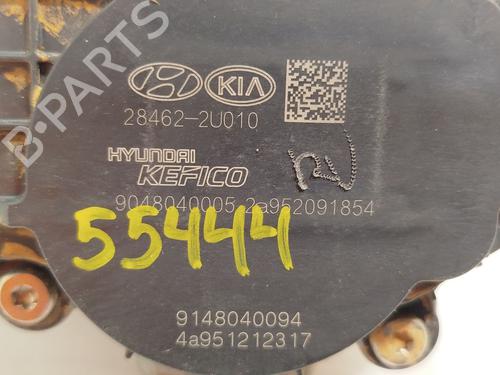 B-PARTS
HYUNDAI KIA
28462-2U010
HYUNDAI
KEFICO
9048040005 2a952091854
55444
9148040094
4a951212317